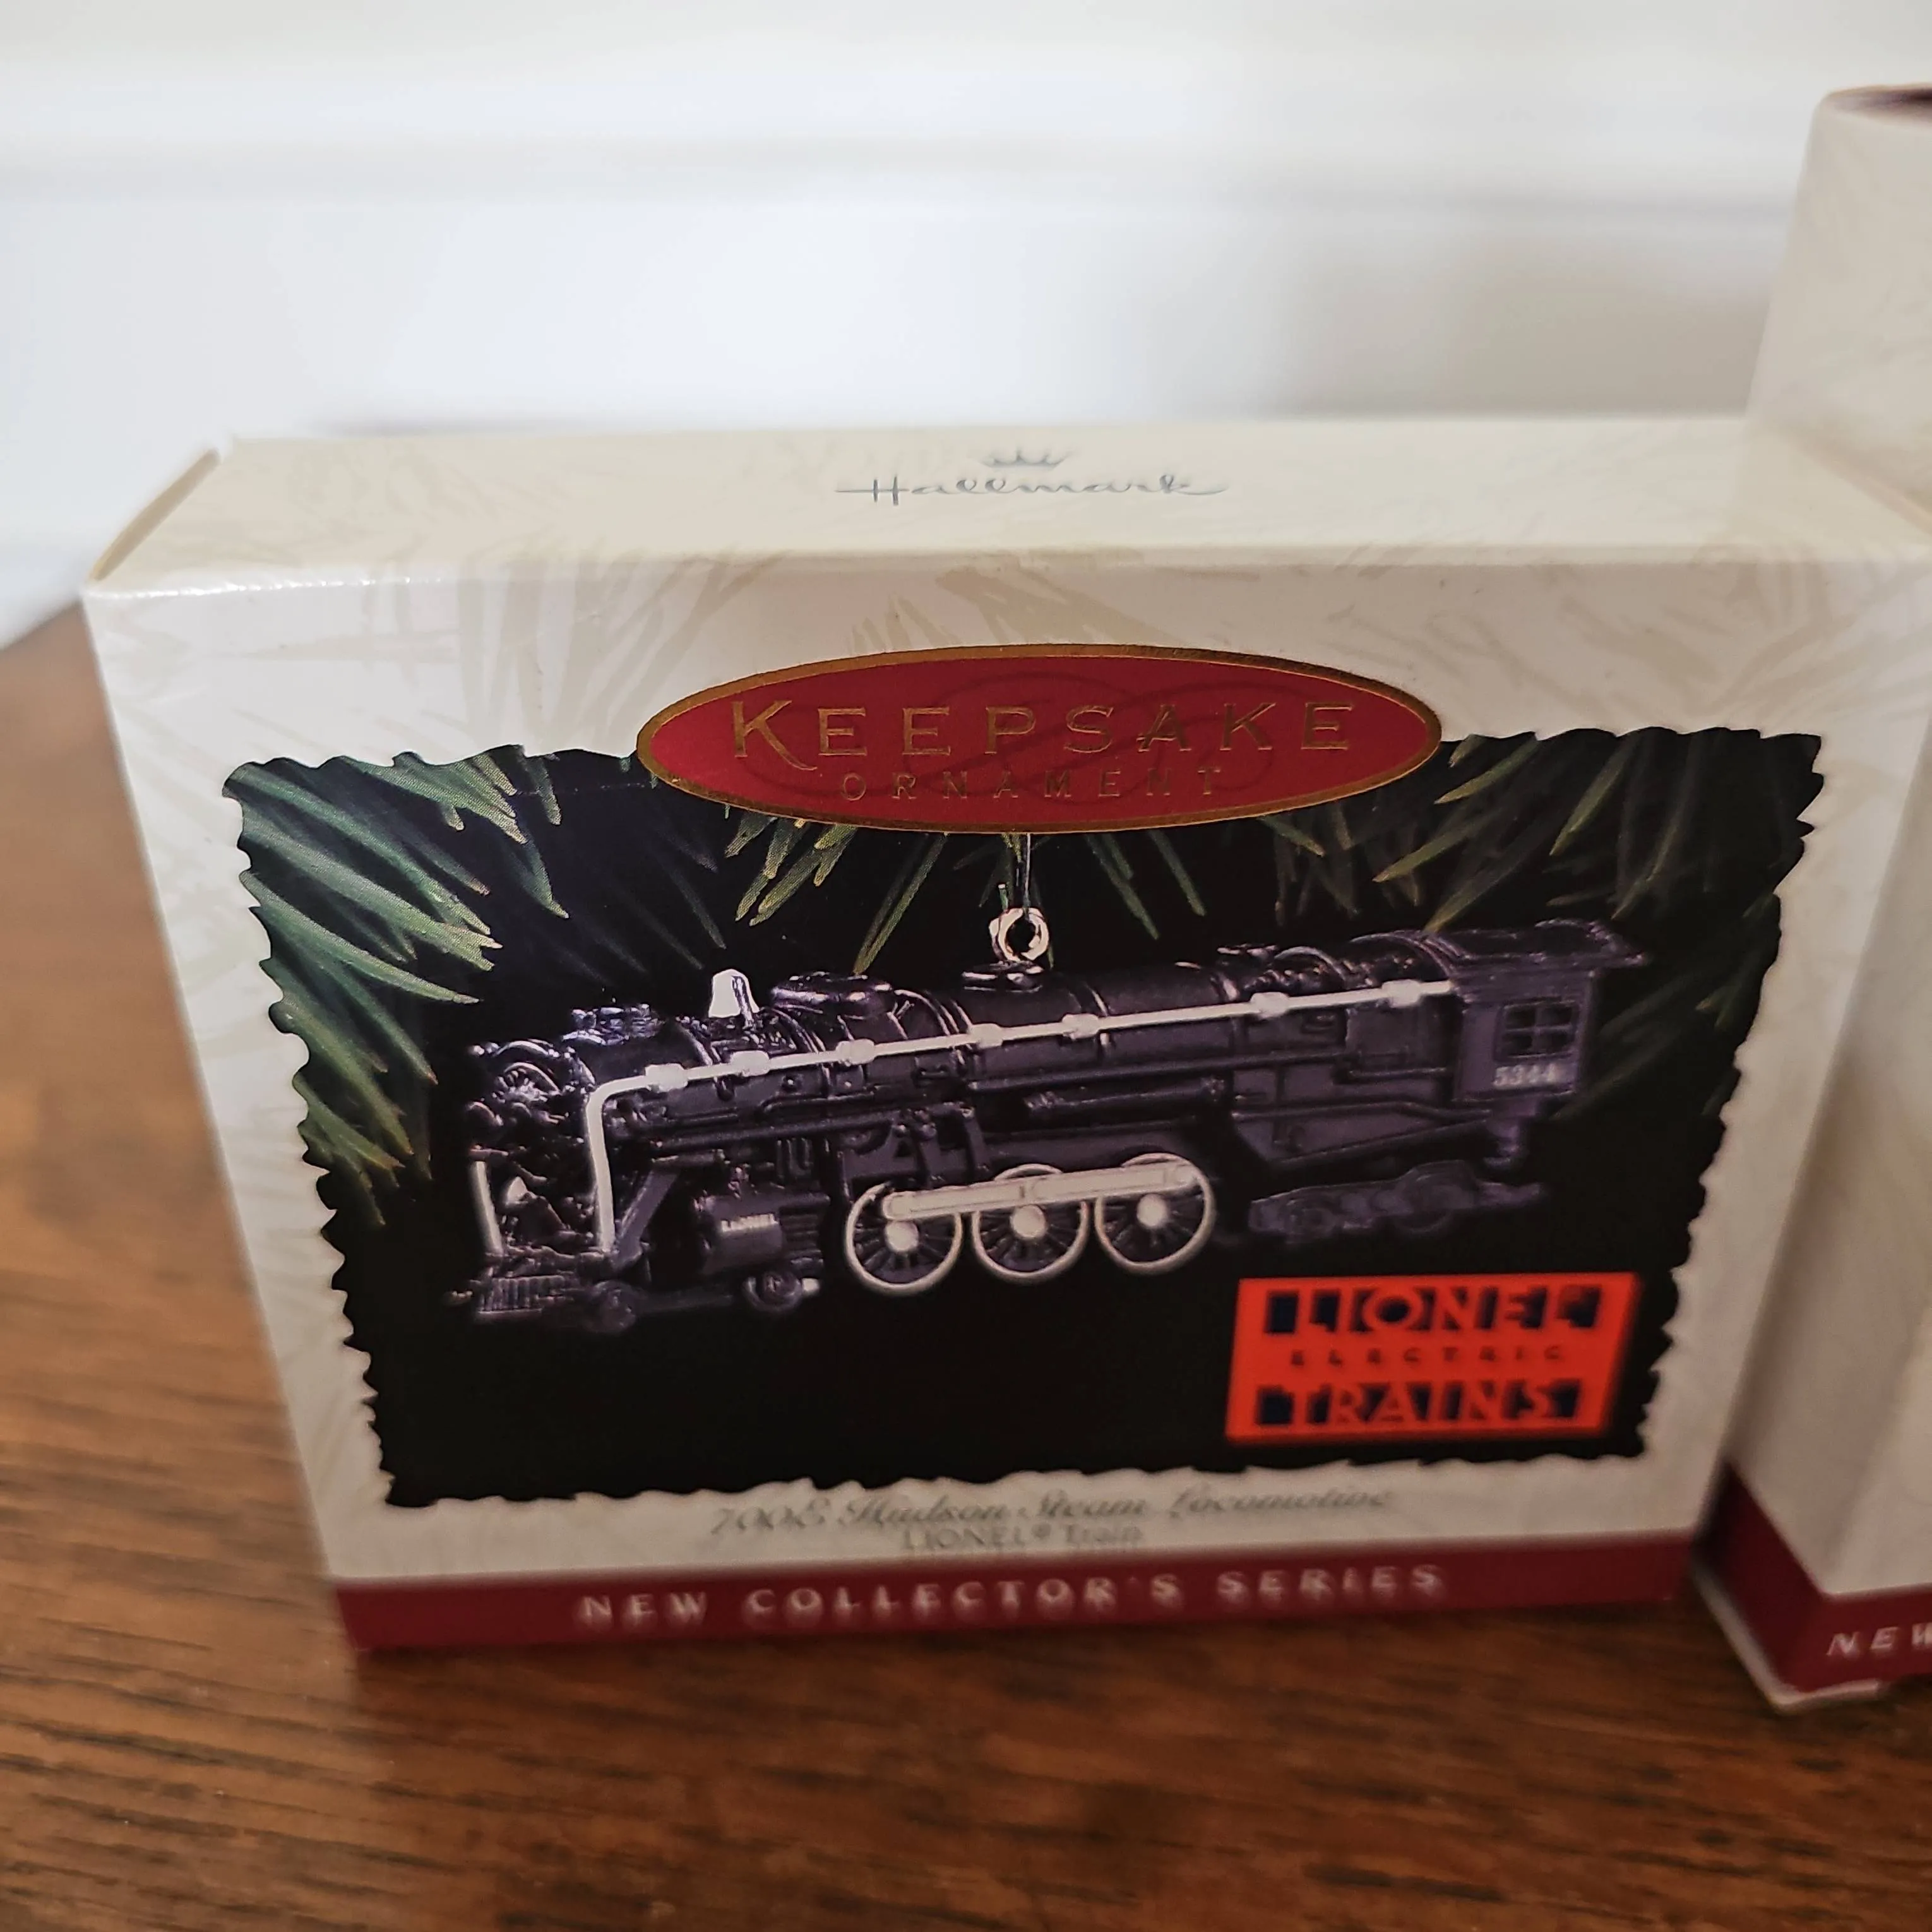 Hallmark
KEEPSAKE
ORNAMENT
5344
LIONEL
LIONEL
ELECTRIC
TRAINS
700E Hudson Steam Locomotive
LIONEL® Train
NEW COLLECTOR'S SERIES
NEW